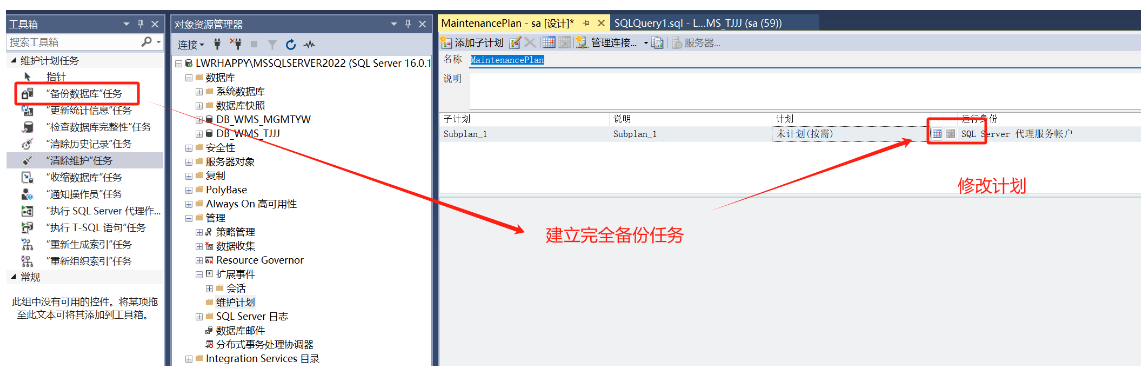 工具箱
搜索工具箱
维护计划任务
指针
“备份数据库”任务
“更新统计信息”任务
“检查数据库完整性”任务
“清除历史记录”任务
“清除维护”任务
“收缩数据库”任务
“通知操作员”任务
“执行 SQL Server 代理作...
“执行 T-SQL 语句”任务
“重新生成索引”任务
“重新组织索引”任务
常规
此组中没有可用的控件。将某项拖
至此文本可将其添加到工具箱。
对象资源管理器
连接
LWRHAPPY\MSSQLSERVER2022 (SQL Server 16.0.1
数据库
系统数据库
数据库快照
DB_WMS_MGMTYW
DB_WMS_TJJJ
安全性
服务器对象
复制
PolyBase
Always On 高可用性
管理
策略管理
数据收集
Resource Governor
扩展事件
会话
维护计划
SQL Server 日志
数据库邮件
分布式事务处理协调器
Integration Services 目录
MaintenancePlan - sa [设计]*
SQLQuery1.sql - L...MS_TJJJ (sa (59))
添加子计划 管理连接... 服务器...
名称 MaintenancePlan
说明
子计划 说明 计划 运行身份
Subplan_1 Subplan_1 未计划(按需) SQL Server 代理服务帐户
修改计划
建立完全备份任务